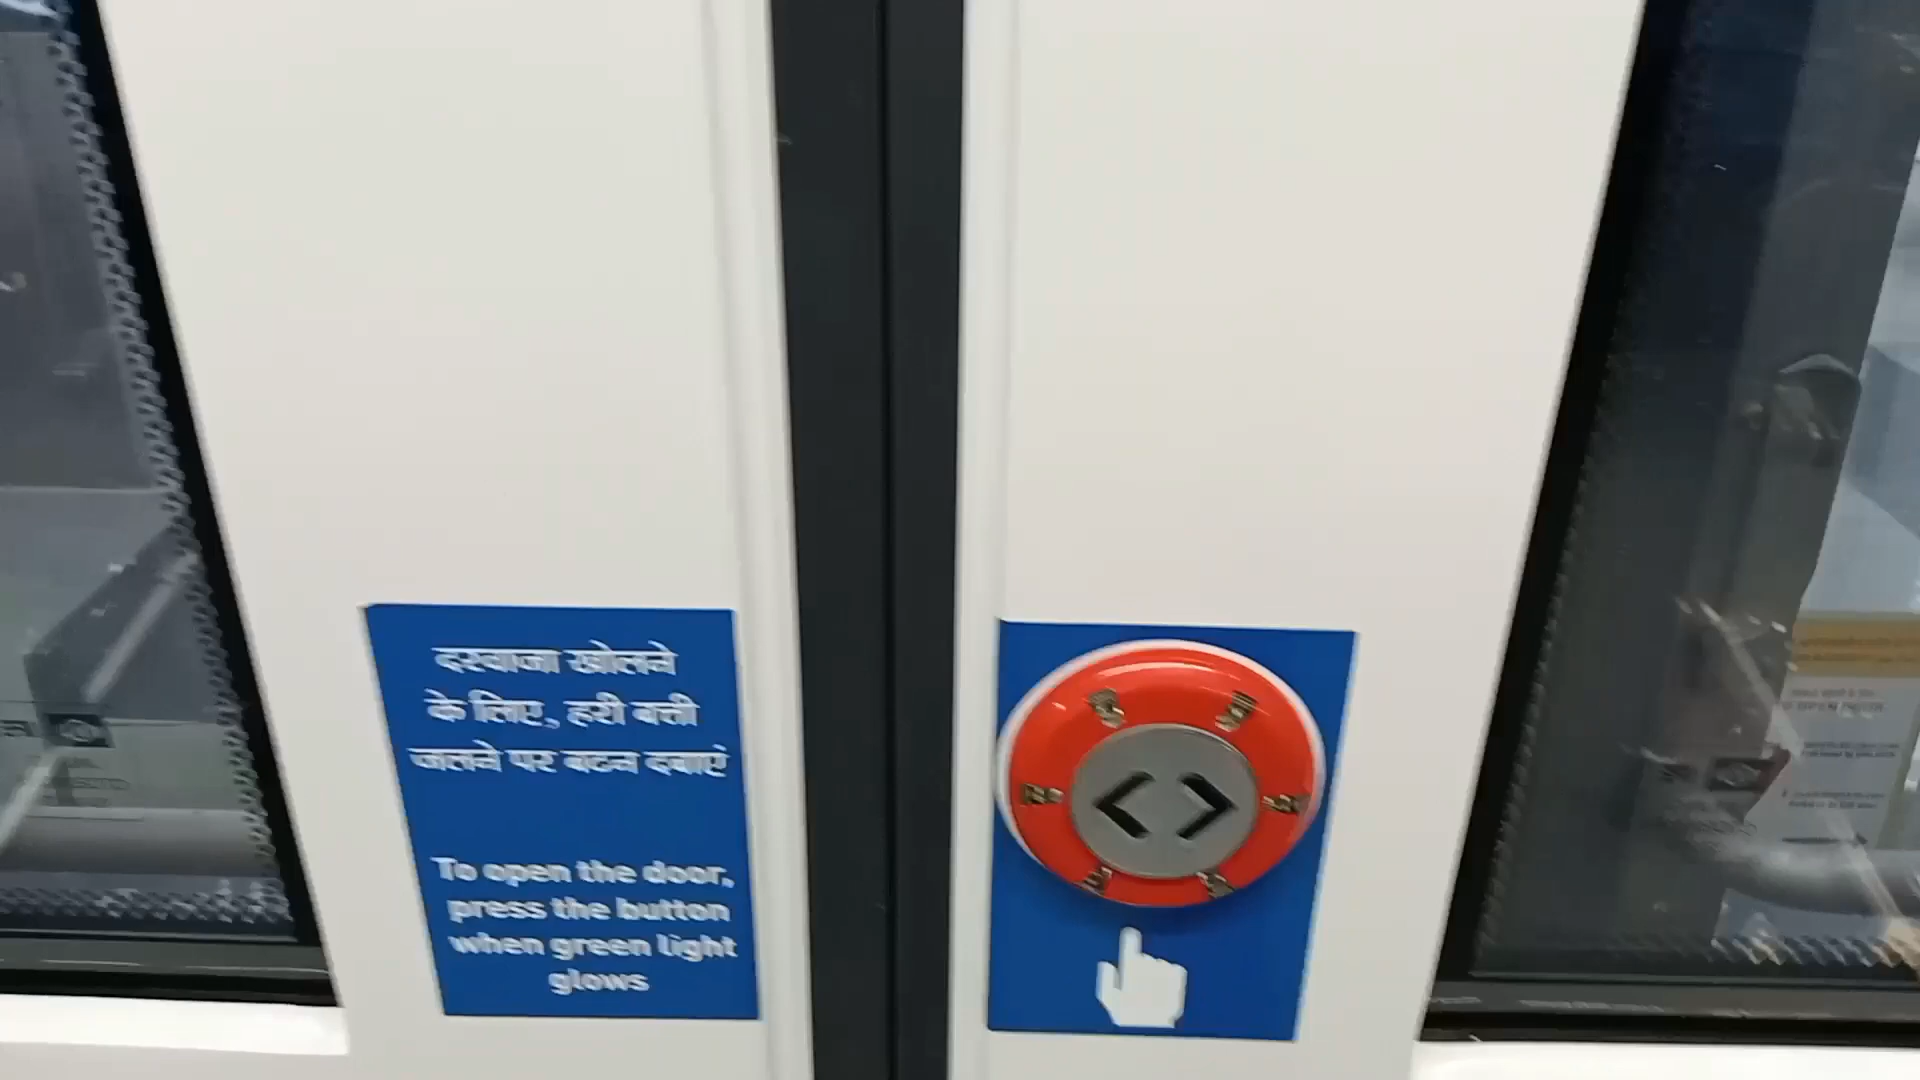 दरवाजा खोलने
के लिए, हरी बत्ती
जलने पर बटन दबाएं
To open the door,
press the button
when green light
glows